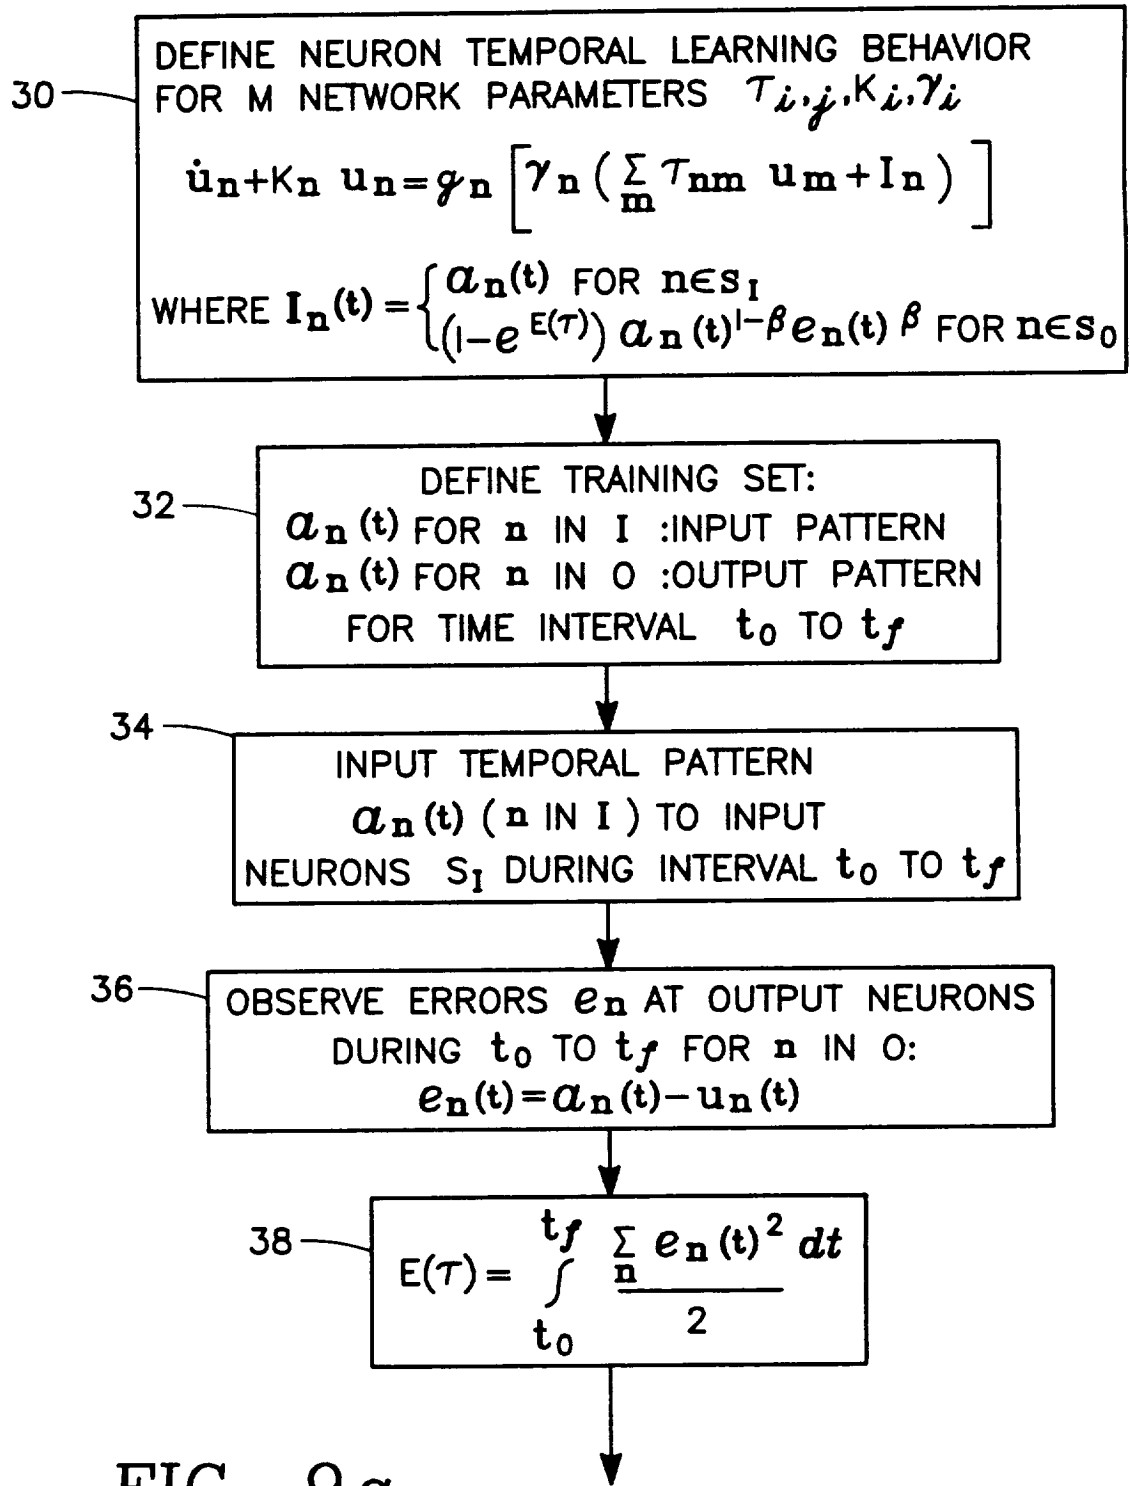 30
DEFINE NEURON TEMPORAL LEARNING BEHAVIOR
FOR M NETWORK PARAMETERS τi,j,Ki,γi
u̇n+Kn un=gn [γn (Σm τnm um+In)]
WHERE In(t)={an(t) FOR n∈sI
(1-e E(τ)) an(t)1-β en(t)β FOR n∈s0
32
DEFINE TRAINING SET:
an(t) FOR n IN I :INPUT PATTERN
an(t) FOR n IN O :OUTPUT PATTERN
FOR TIME INTERVAL t0 TO tf
34
INPUT TEMPORAL PATTERN
an(t) (n IN I) TO INPUT
NEURONS SI DURING INTERVAL t0 TO tf
36
OBSERVE ERRORS en AT OUTPUT NEURONS
DURING t0 TO tf FOR n IN O:
en(t)=an(t)-un(t)
38
E(τ)= ∫t0tf Σn en(t)2 dt
2